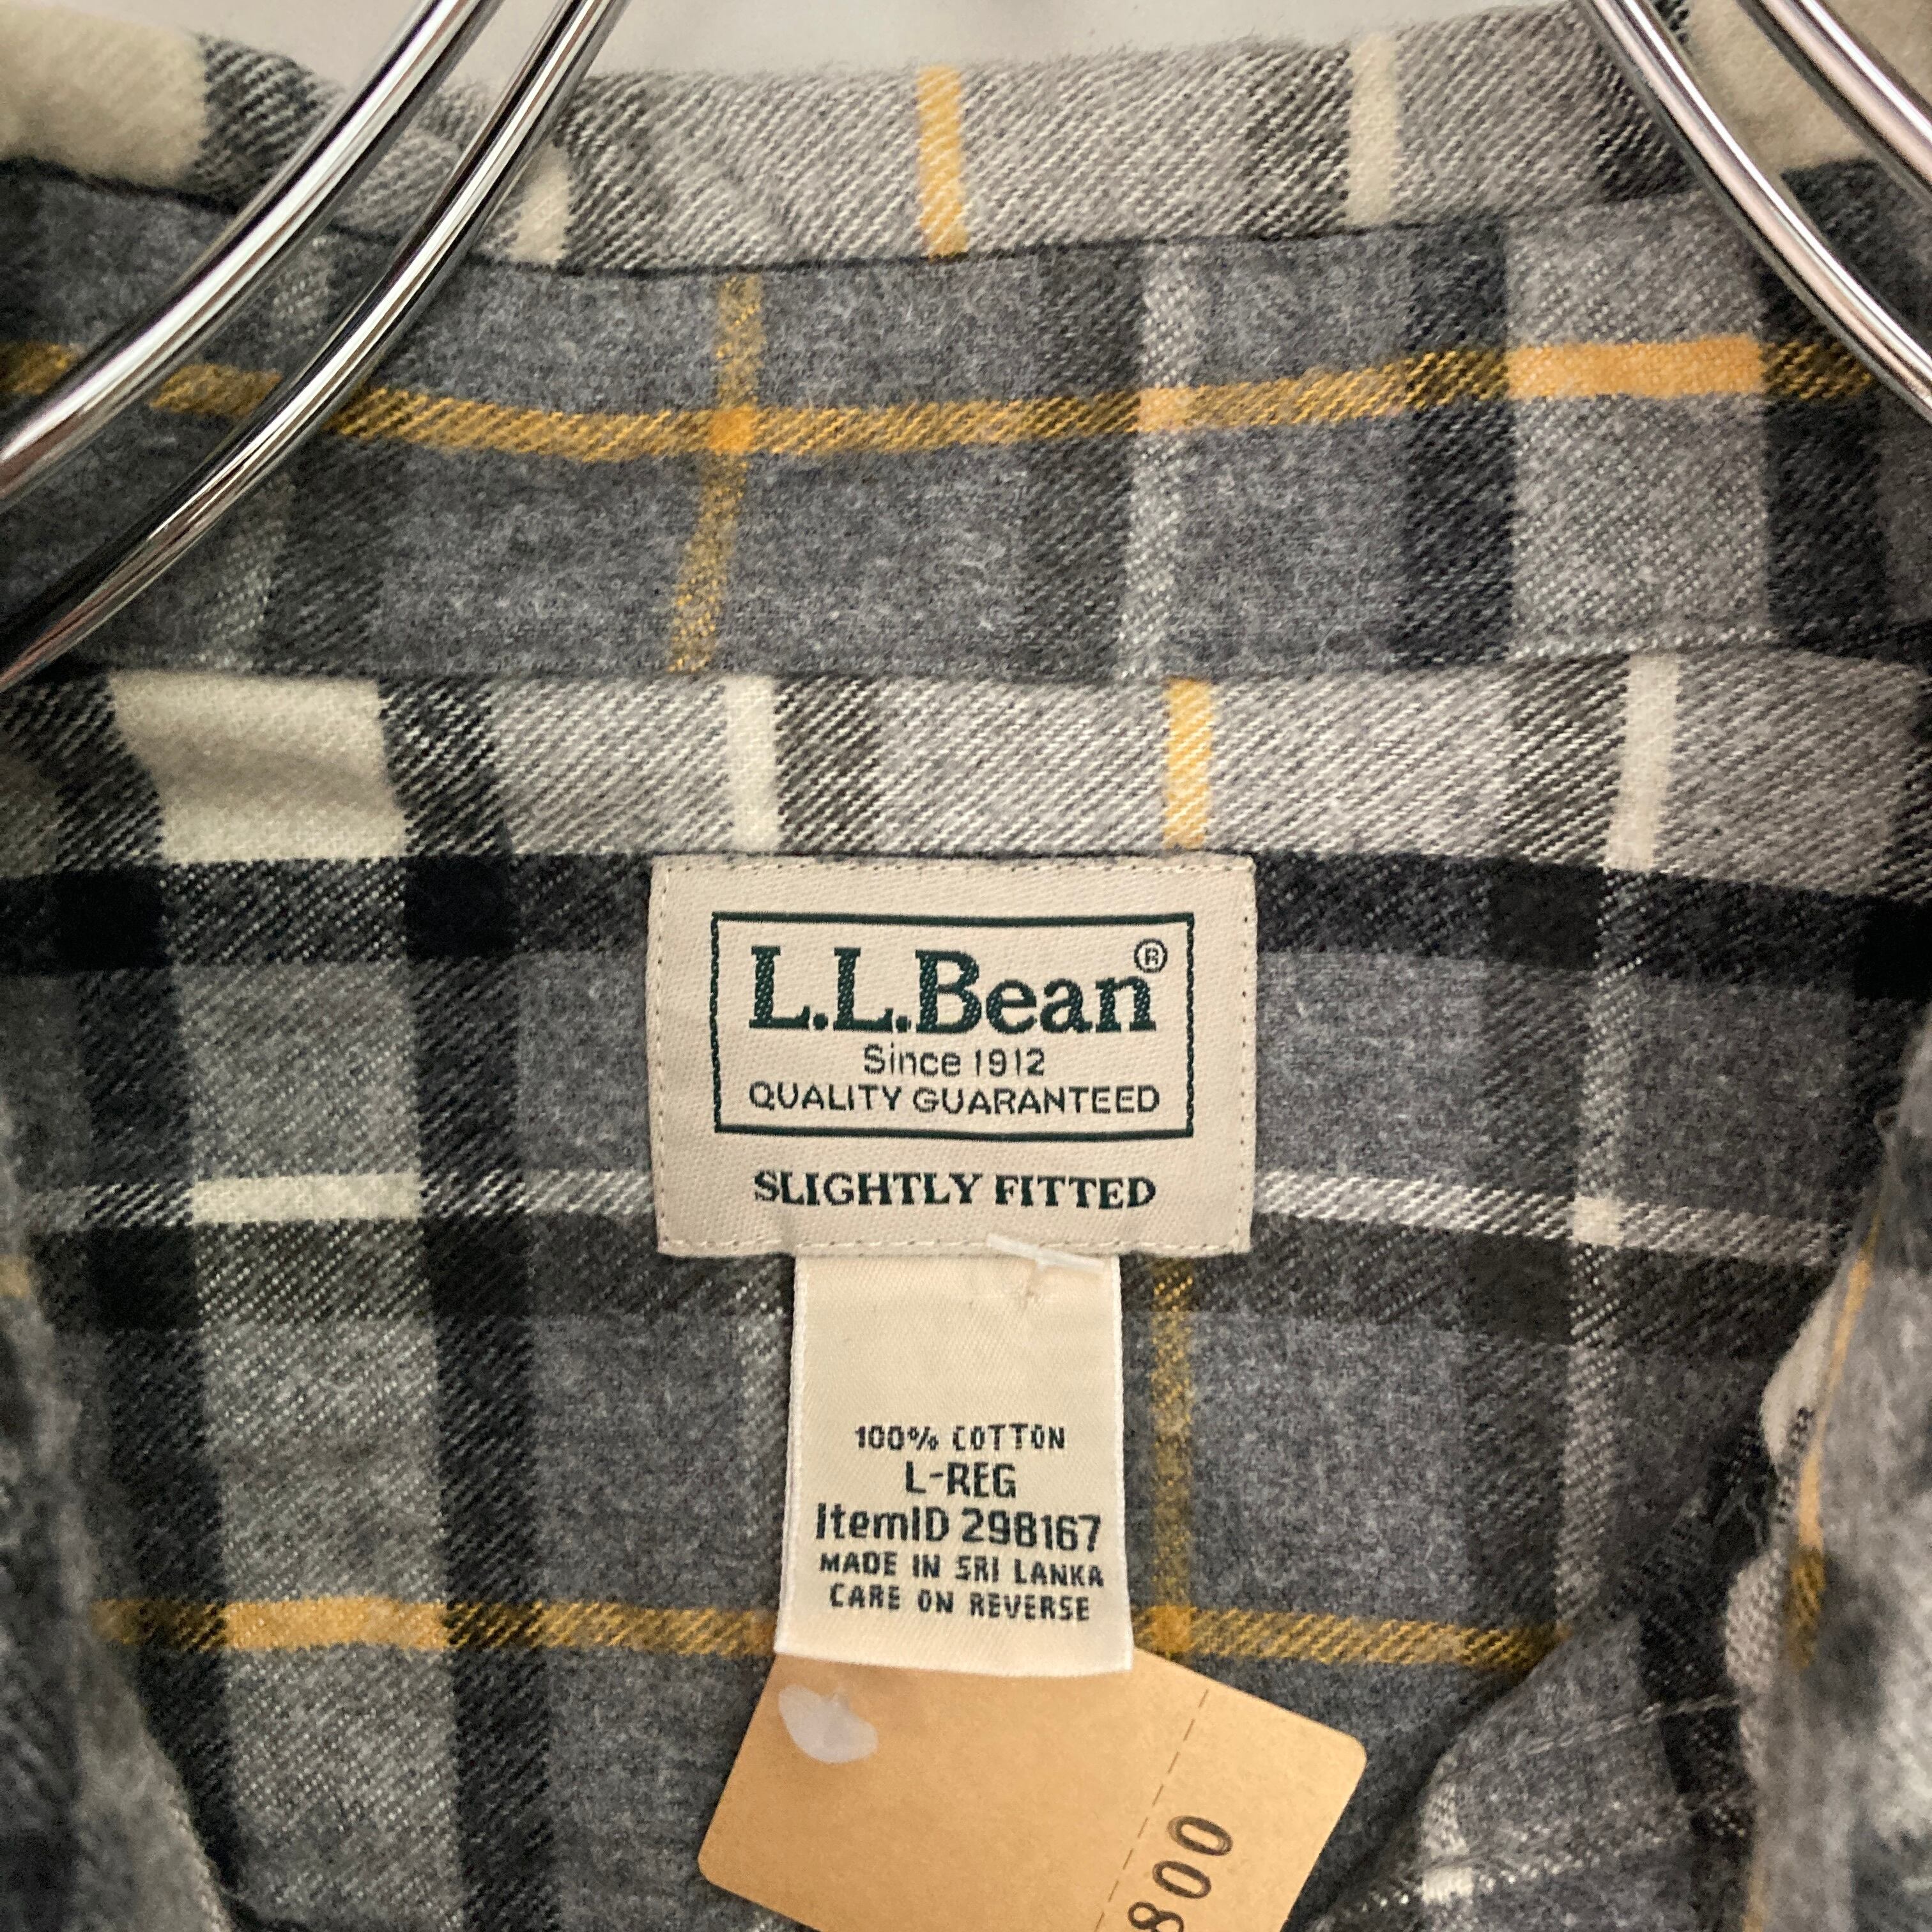 L.L.Bean®
Since 1912
QUALITY GUARANTEED
SLIGHTLY FITTED
100% COTTON
L-REG
ItemID 298167
MADE IN SRI LANKA
CARE ON REVERSE
800